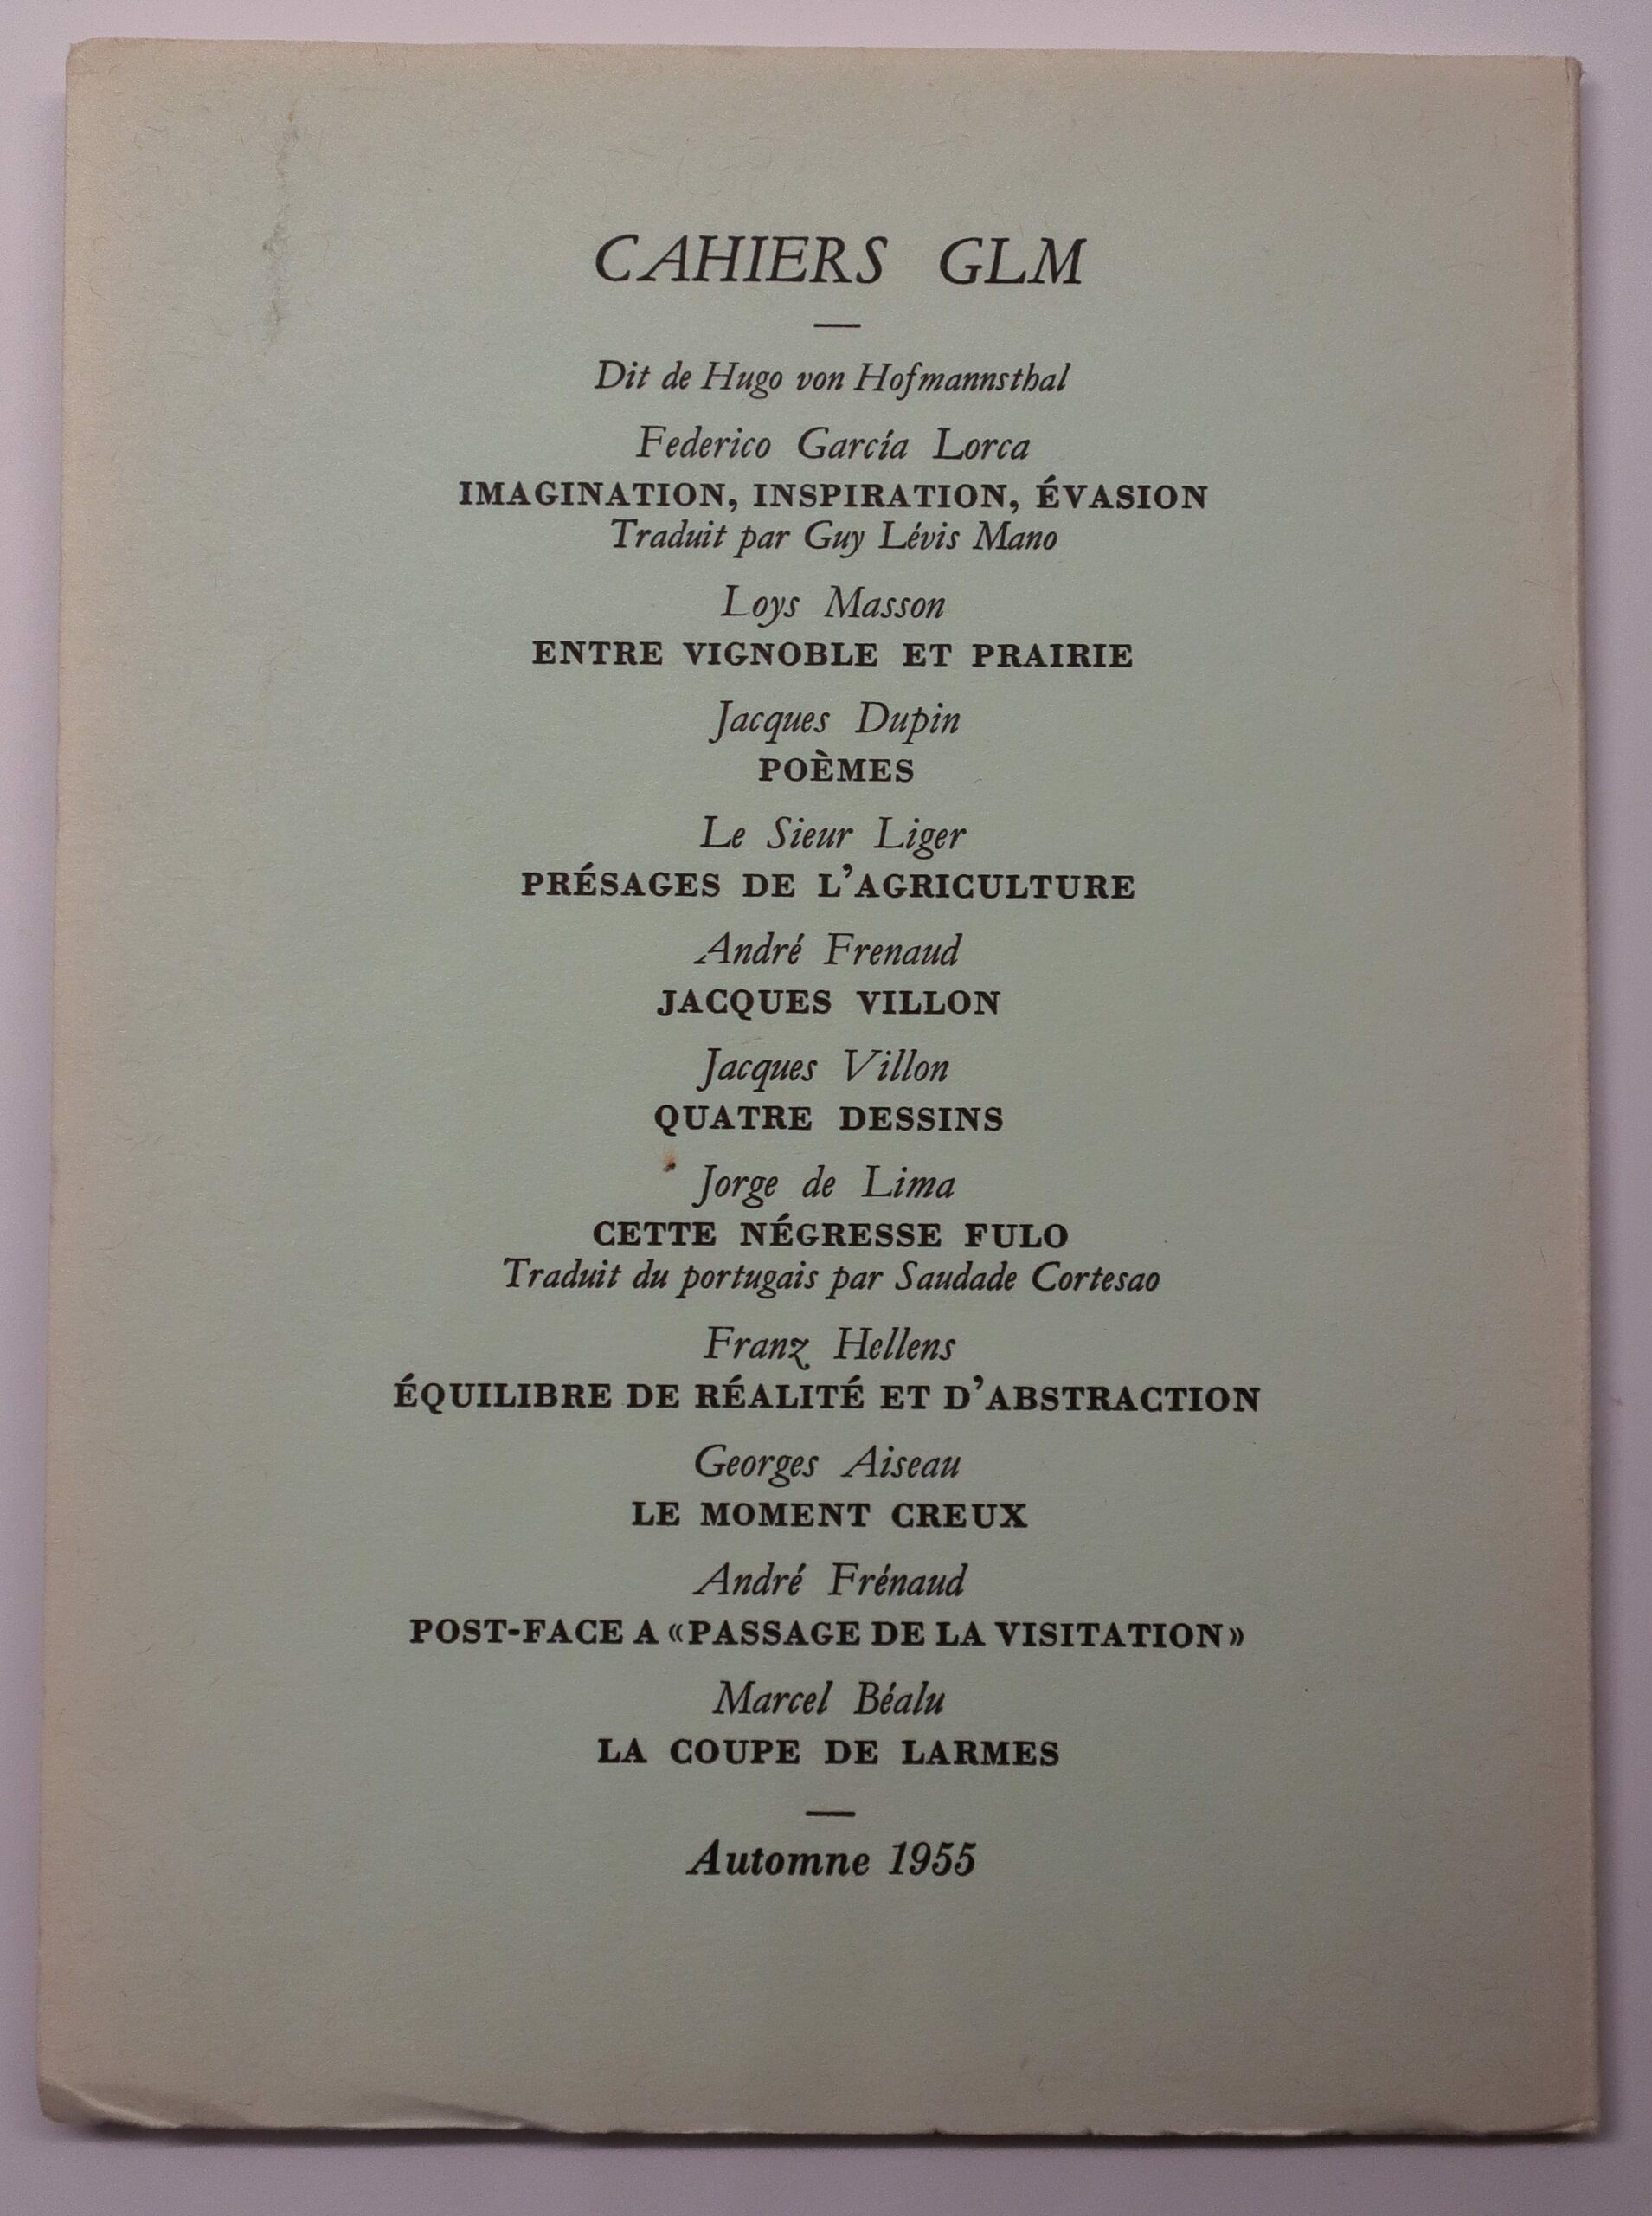 CAHIERS GLM
Dit de Hugo von Hofmannsthal
Federico García Lorca
IMAGINATION, INSPIRATION, ÉVASION
Traduit par Guy Lévis Mano
Loys Masson
ENTRE VIGNOBLE ET PRAIRIE
Jacques Dupin
POÈMES
Le Sieur Liger
PRÉSAGES DE L'AGRICULTURE
André Frenaud
JACQUES VILLON
Jacques Villon
QUATRE DESSINS
Jorge de Lima
CETTE NÉGRESSE FULO
Traduit du portugais par Saudade Cortesao
Franz Hellens
ÉQUILIBRE DE RÉALITÉ ET D'ABSTRACTION
Georges Aiseau
LE MOMENT CREUX
André Frénaud
POST-FACE A «PASSAGE DE LA VISITATION»
Marcel Béalu
LA COUPE DE LARMES
Automne 1955